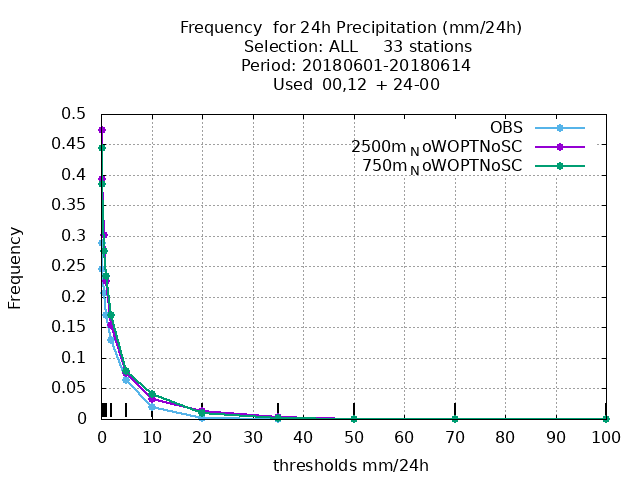 Frequency  for 24h Precipitation (mm/24h)
Selection: ALL     33 stations
Period: 20180601-20180614
Used  00,12  + 24-00
OBS
2500m_NoWOPTNoSC
750m_NoWOPTNoSC
Frequency
0.5
0.45
0.4
0.35
0.3
0.25
0.2
0.15
0.1
0.05
0
0 10 20 30 40 50 60 70 80 90 100
thresholds mm/24h